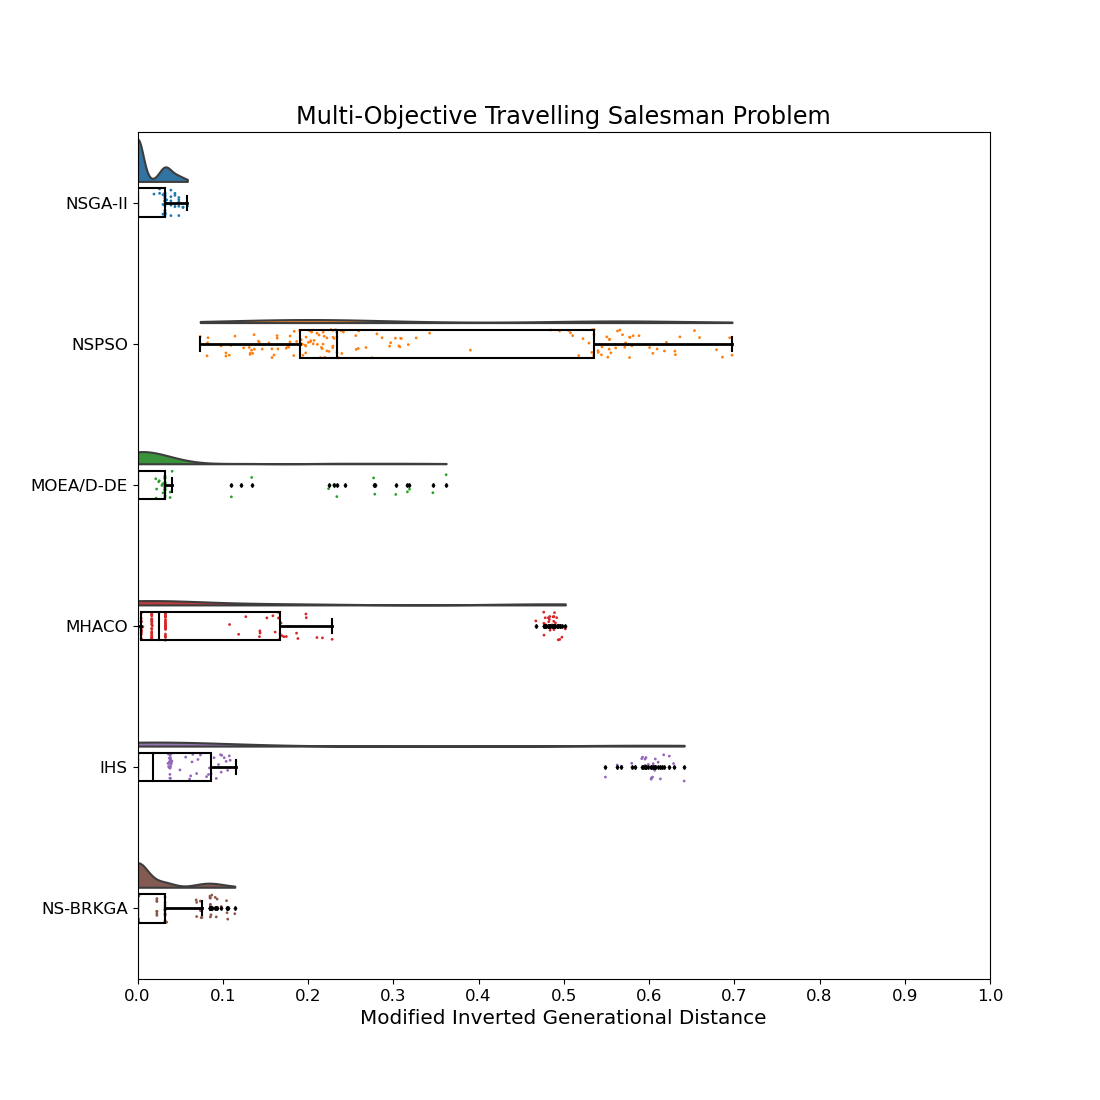 Multi-Objective Travelling Salesman Problem
NSGA-II
NSPSO
MOEA/D-DE
MHACO
IHS
NS-BRKGA
0.0 0.1 0.2 0.3 0.4 0.5 0.6 0.7 0.8 0.9 1.0
Modified Inverted Generational Distance